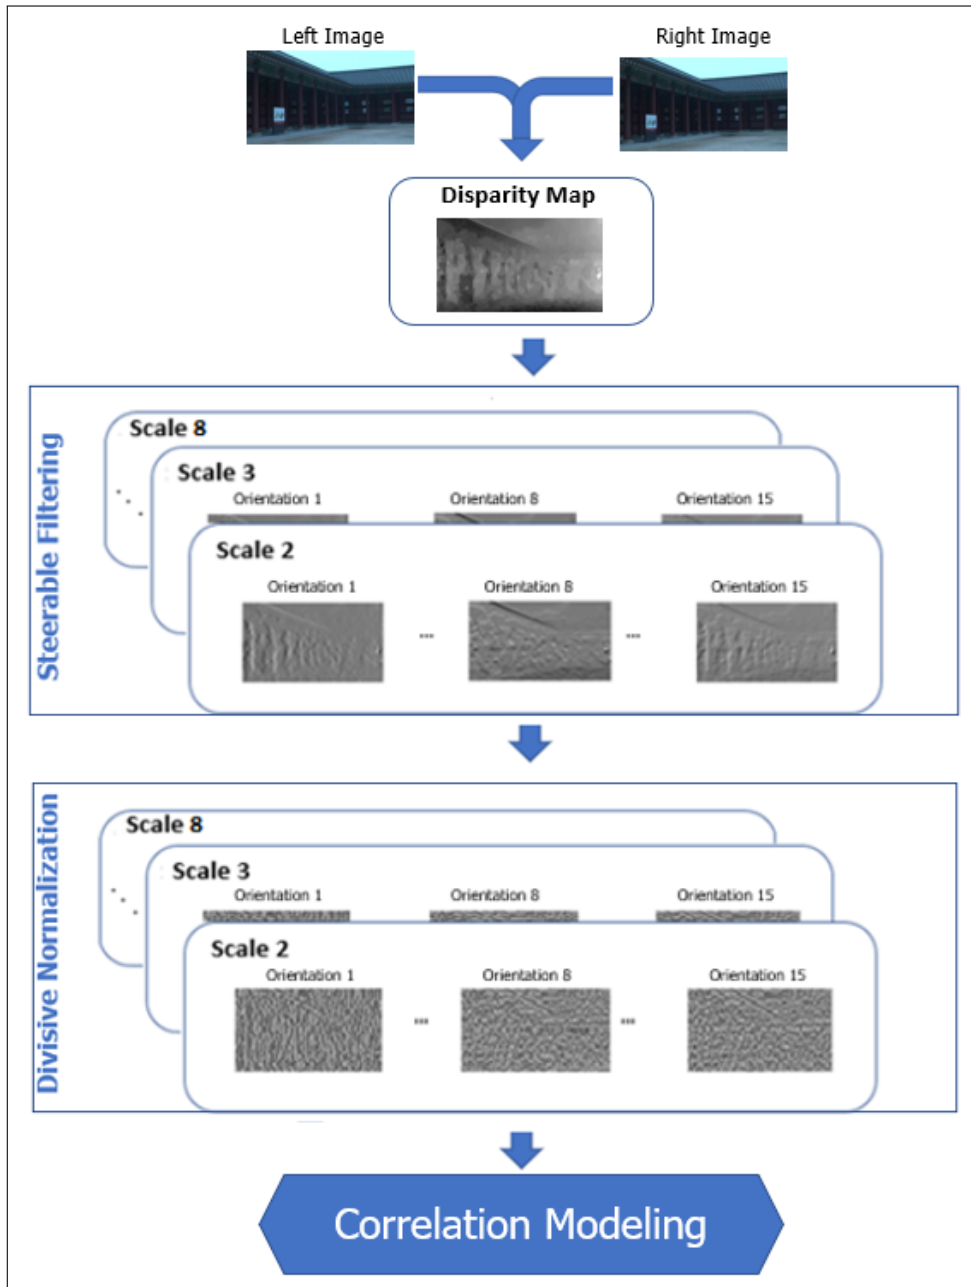 Left Image
Right Image
Disparity Map
Steerable Filtering
Scale 8
Scale 3
Orientation 1
Orientation 8
Orientation 15
Scale 2
Orientation 1
Orientation 8
Orientation 15
...
...
Divisive Normalization
Scale 8
Scale 3
Orientation 1
Orientation 8
Orientation 15
Scale 2
Orientation 1
Orientation 8
Orientation 15
...
...
Correlation Modeling